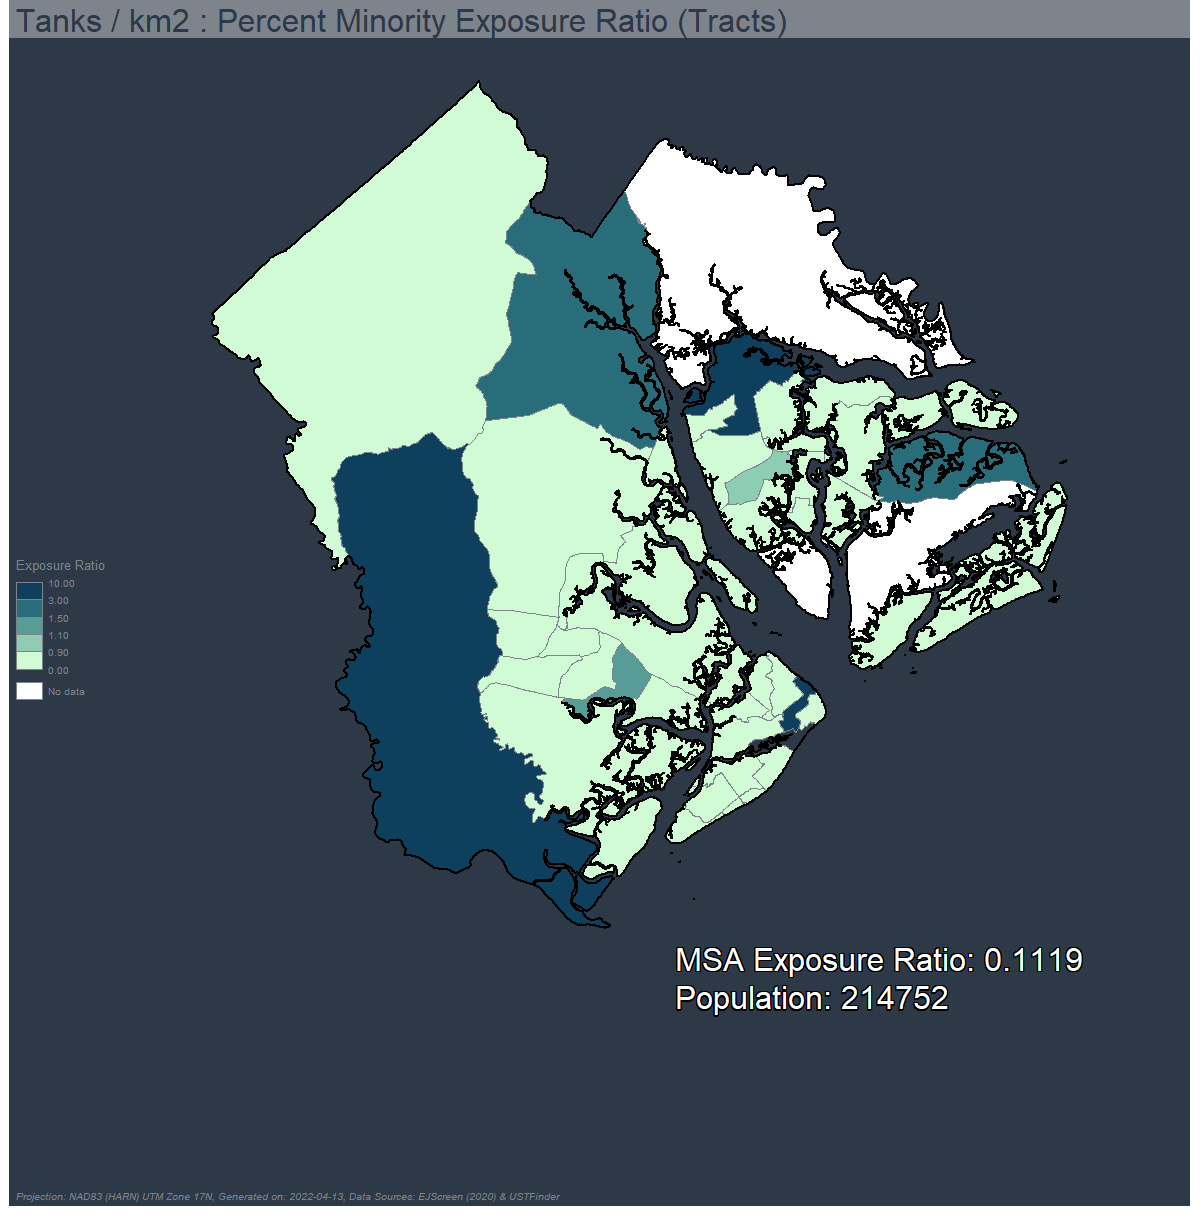 Tanks / km2 : Percent Minority Exposure Ratio (Tracts)
Exposure Ratio
10.00
3.00
1.50
1.10
0.90
0.00
No data
MSA Exposure Ratio: 0.1119
Population: 214752
Projection: NAD83 (HARN) UTM Zone 17N, Generated on: 2022-04-13, Data Sources: EJScreen (2020) & USTFinder